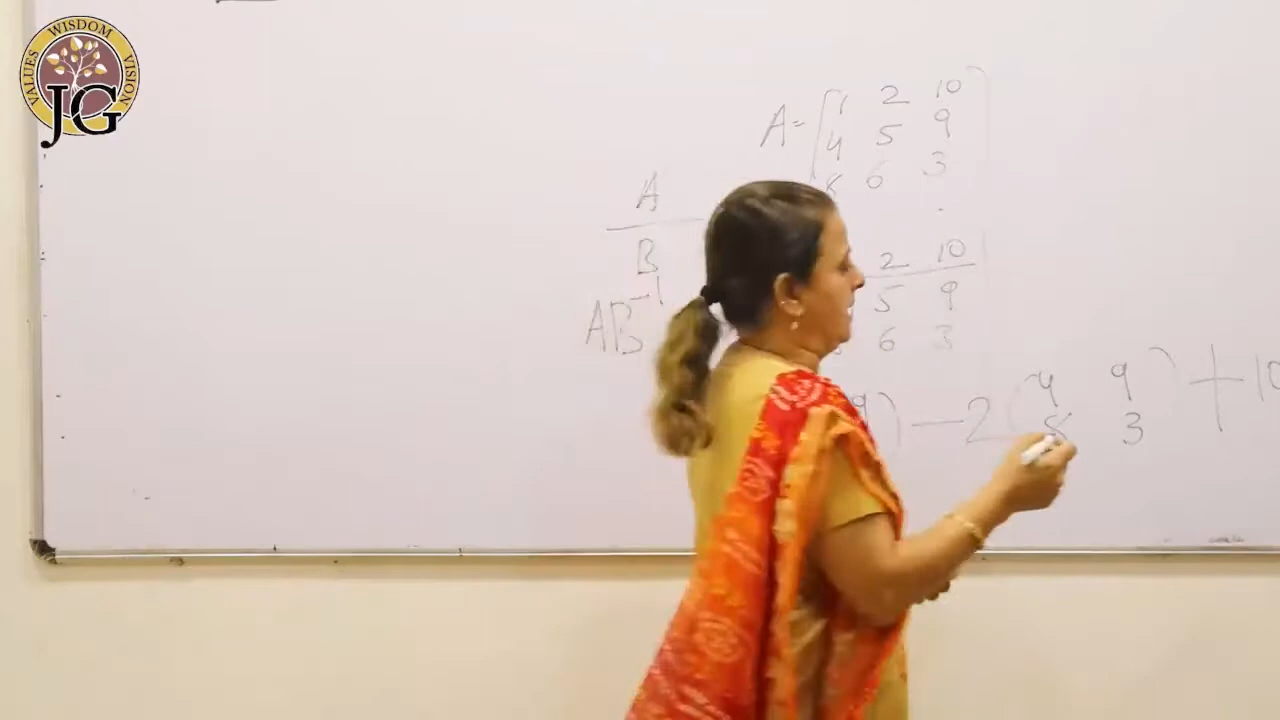 VALUES WISDOM VISION
JG
A = [ 1 2 10
4 5 9
8 6 3 ]
A
B
AB⁻¹
2 10
5 9
6 3
9 ) — 2 ( 4 9
8 3 ) + 10